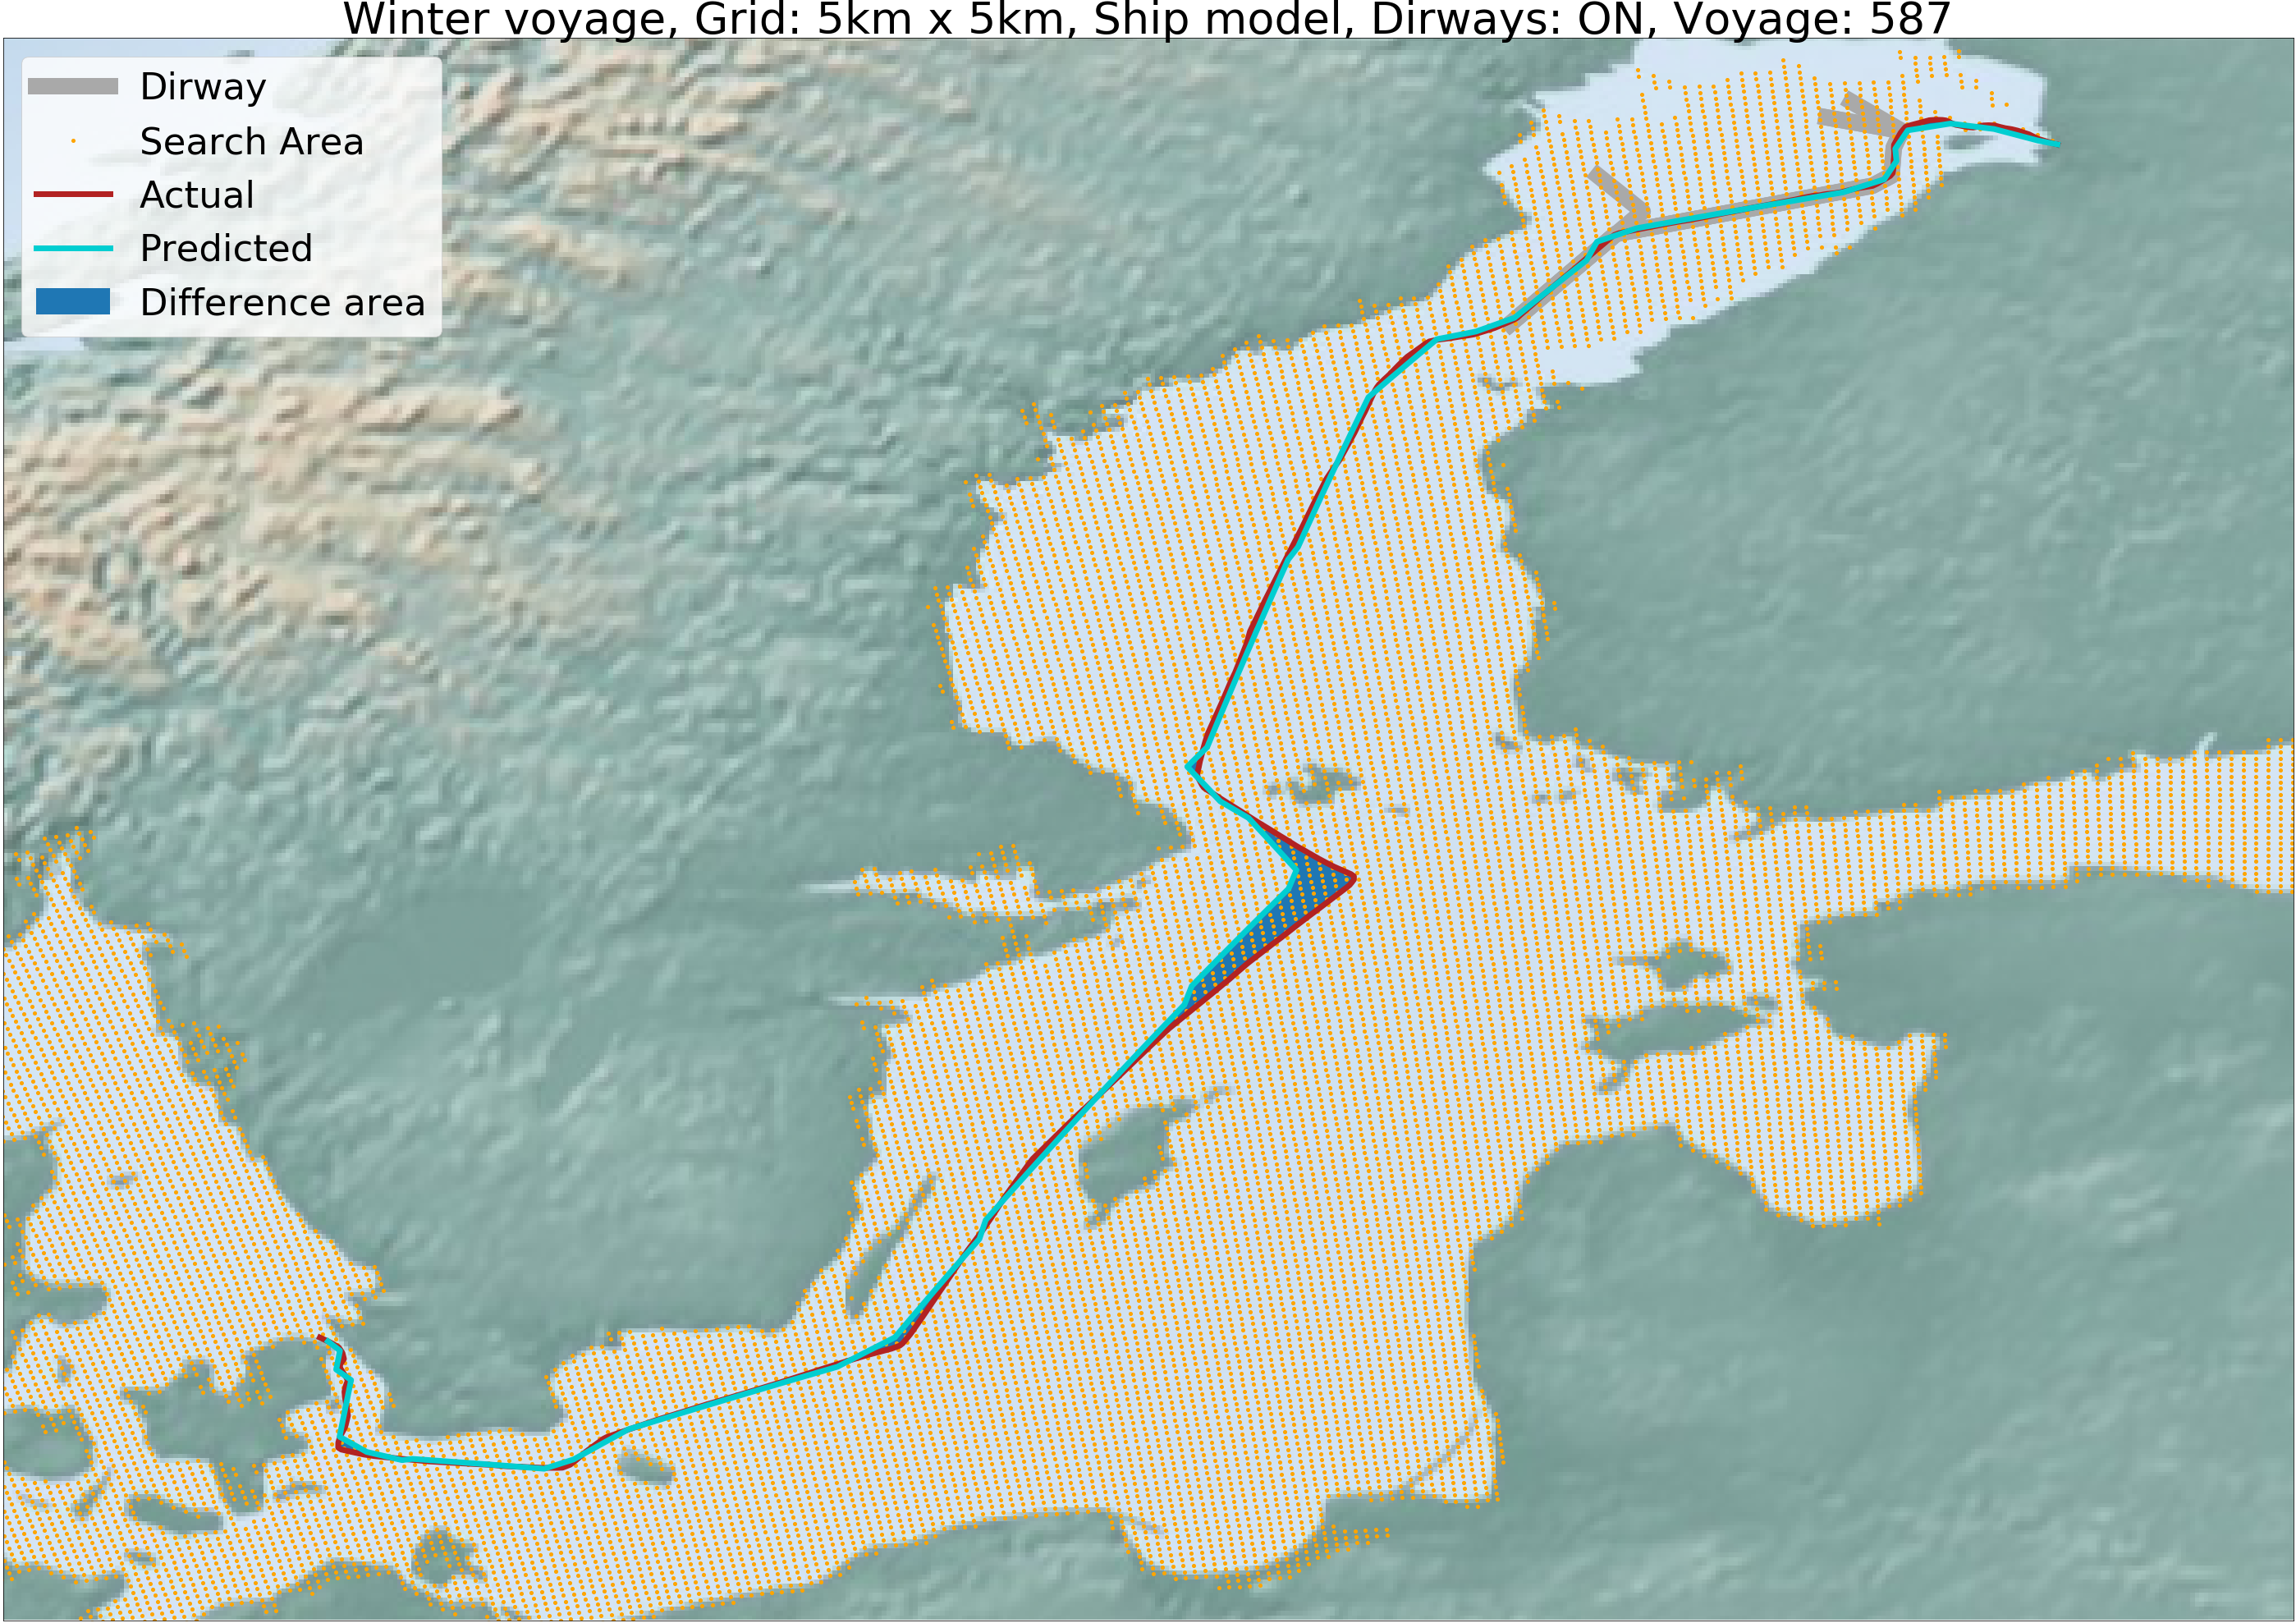 Winter voyage, Grid: 5km x 5km, Ship model, Dirways: ON, Voyage: 587
Dirway
Search Area
Actual
Predicted
Difference area